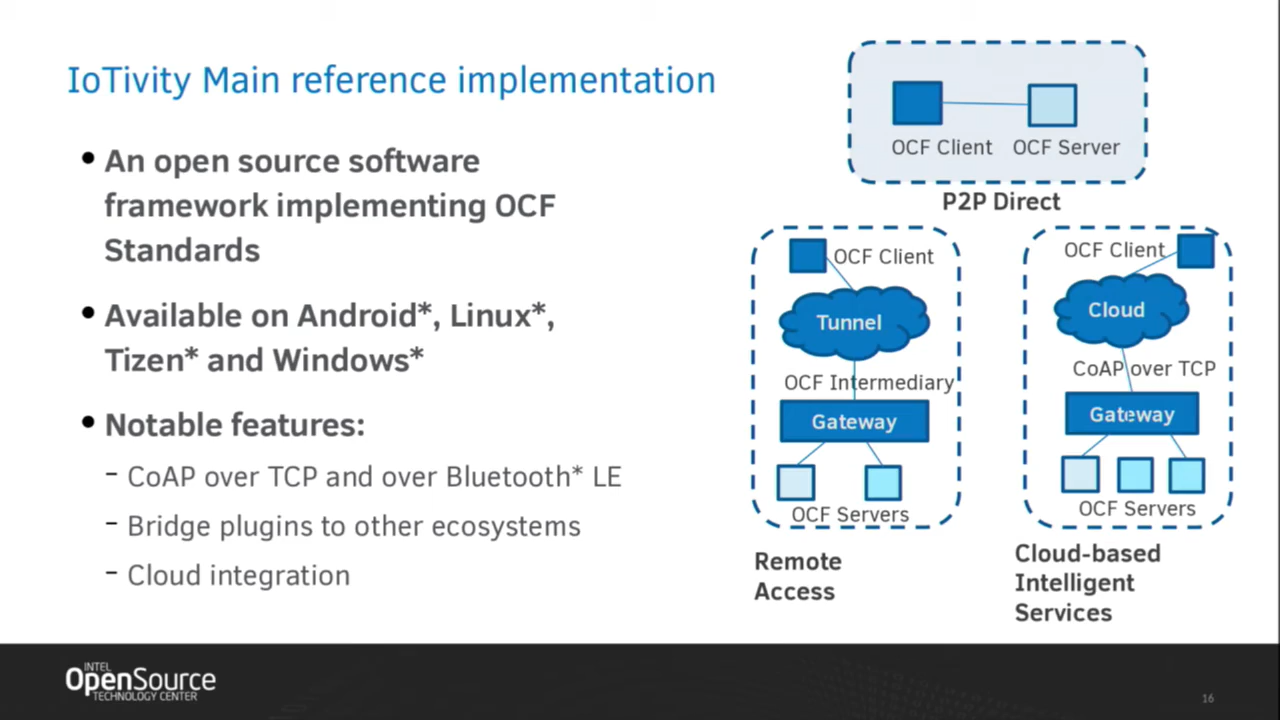 IoTivity Main reference implementation
• An open source software
framework implementing OCF
Standards
• Available on Android*, Linux*,
Tizen* and Windows*
• Notable features:
– CoAP over TCP and over Bluetooth* LE
– Bridge plugins to other ecosystems
– Cloud integration
OCF Client OCF Server
P2P Direct
OCF Client
Tunnel
OCF Intermediary
Gateway
OCF Servers
Remote
Access
OCF Client
Cloud
CoAP over TCP
Gateway
OCF Servers
Cloud-based
Intelligent
Services
INTEL
OpenSource
TECHNOLOGY CENTER
16